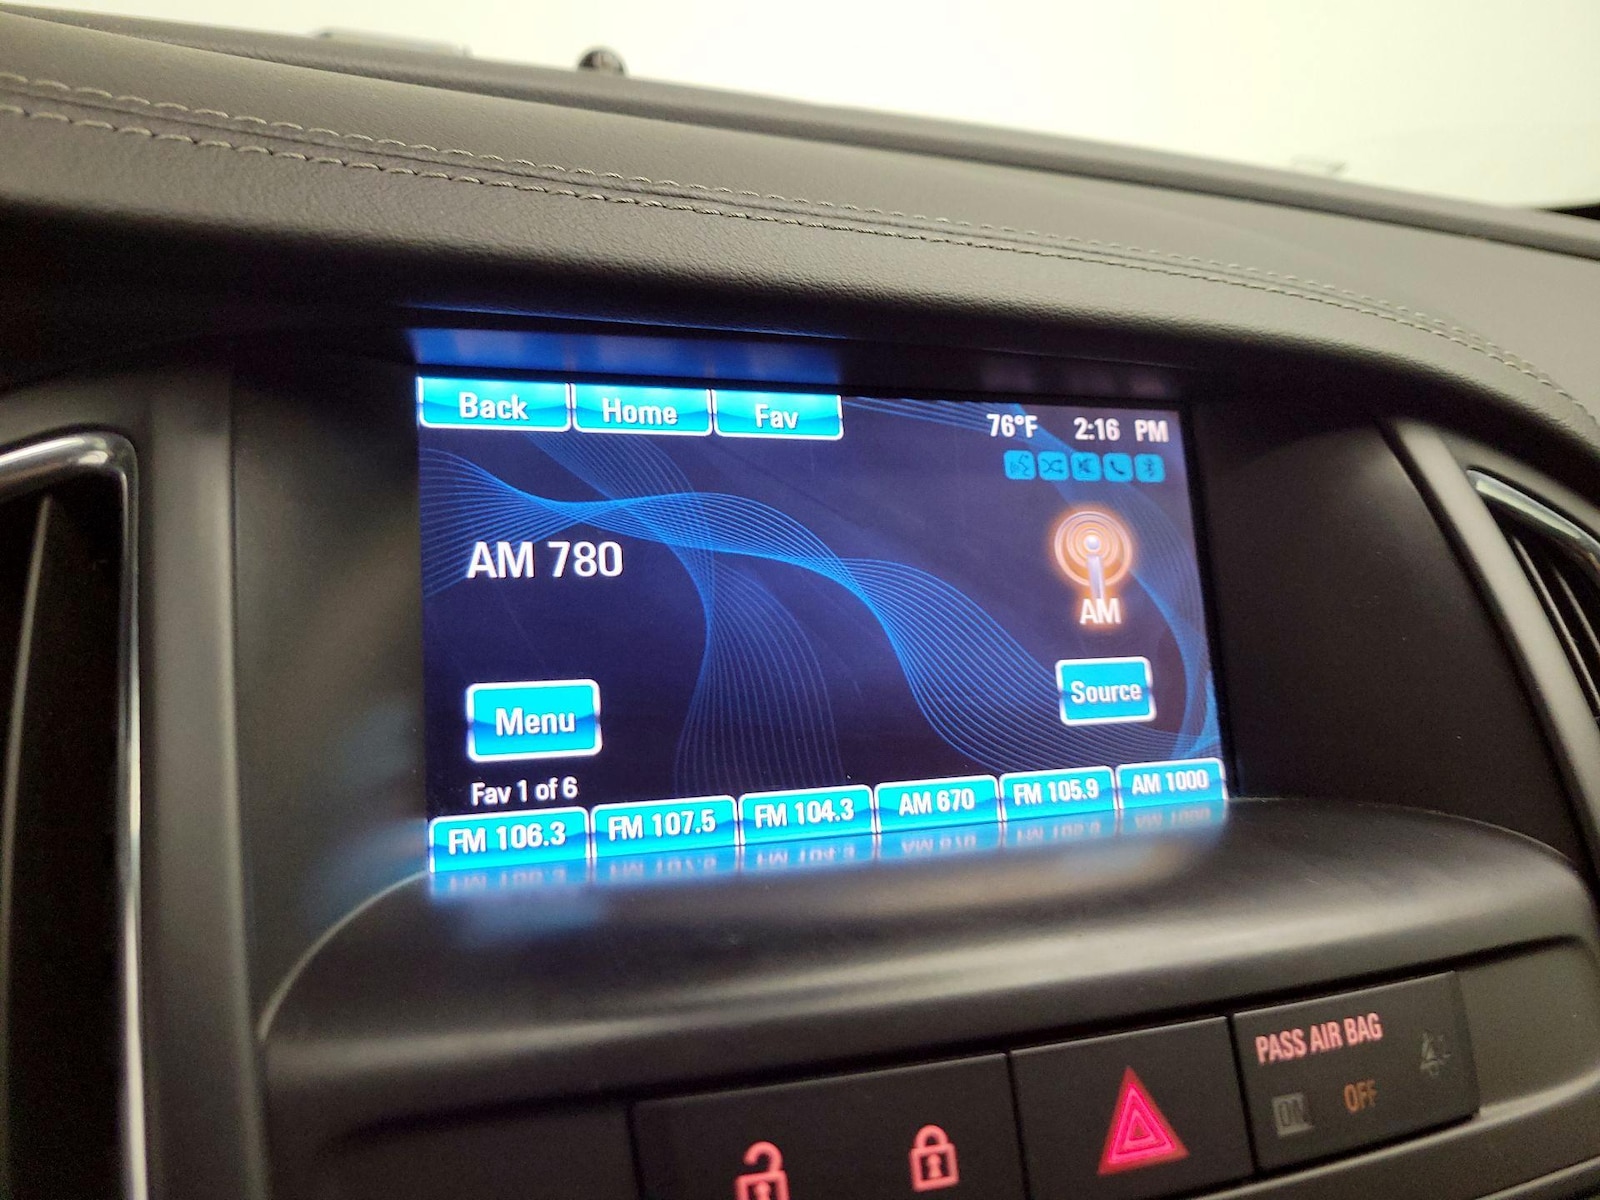 Back Home Fav
76°F 2:16 PM
AM 780
AM
Menu
Source
Fav 1 of 6
FM 106.3 FM 107.5 FM 104.3 AM 670 FM 105.9 AM 1000
PASS AIR BAG
ON OFF